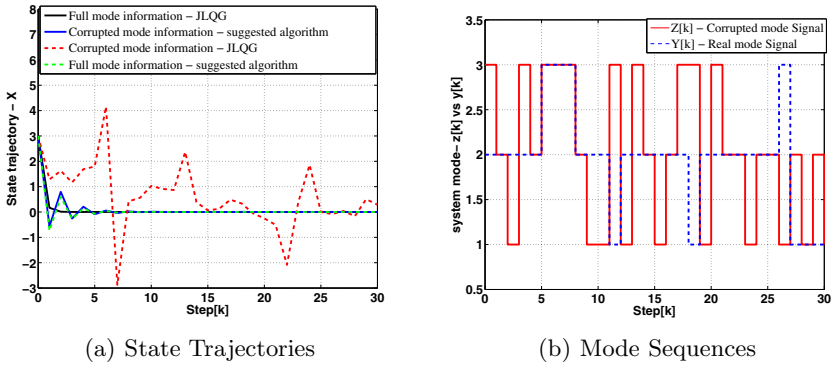 Full mode information – JLQG
Corrupted mode information – suggested algorithm
Corrupted mode information – JLQG
Full mode information – suggested algorithm
State trajectory – X
8
5
4
3
2
1
0
−1
−2
−3
0
5
10
15
20
25
30
Step[k]
(a) State Trajectories
Z[k] – Corrupted mode Signal
Y[k] – Real mode Signal
system mode– z[k] vs y[k]
3.5
3
2.5
2
1.5
1
0.5
0
5
10
15
20
25
30
Step[k]
(b) Mode Sequences